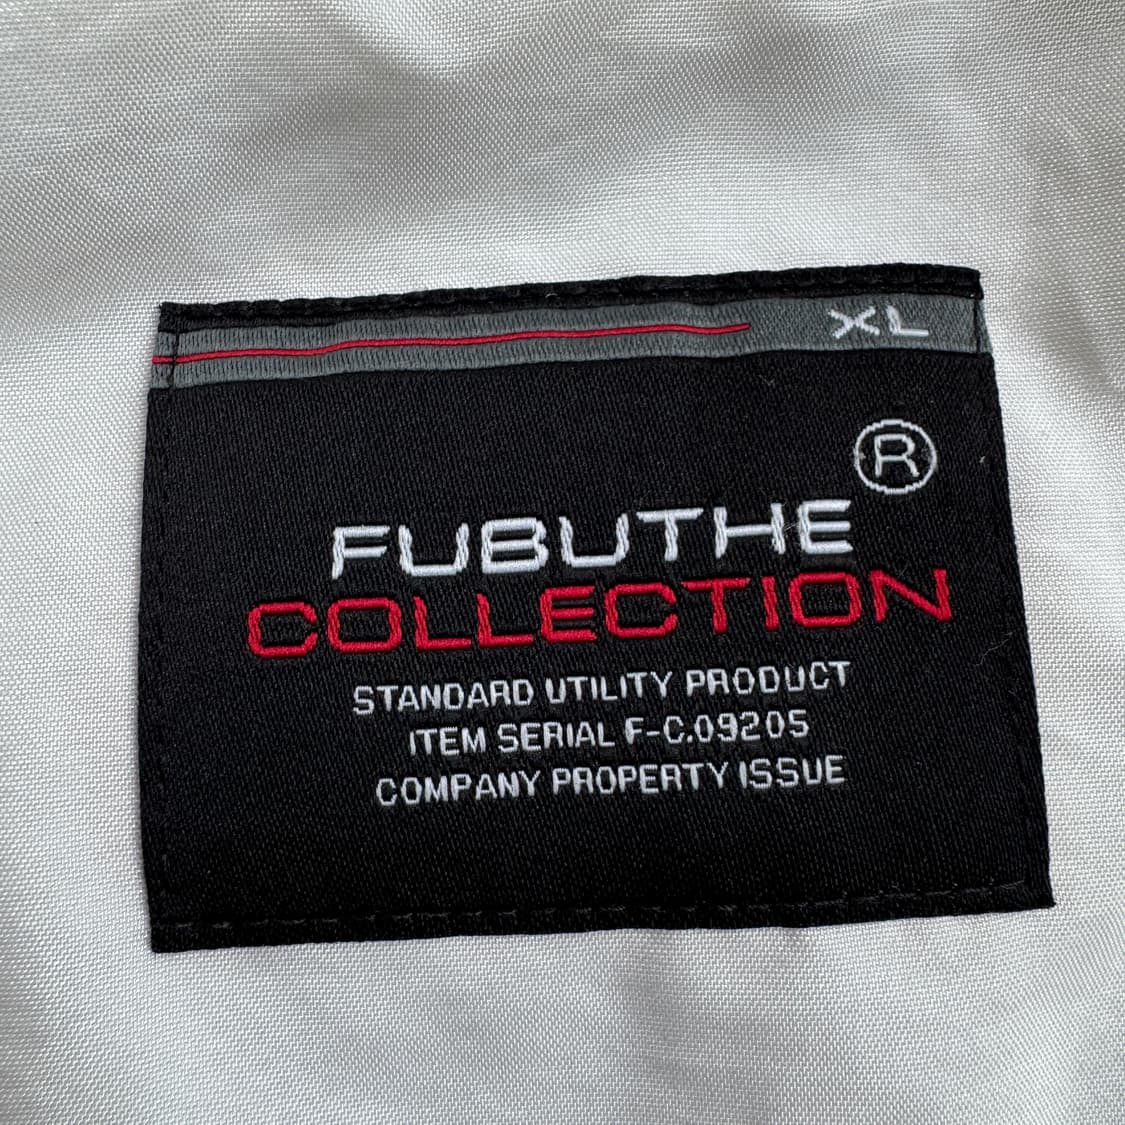 XL
®
FUBUTHE
COLLECTION
STANDARD UTILITY PRODUCT
ITEM SERIAL F-C.09205
COMPANY PROPERTY ISSUE